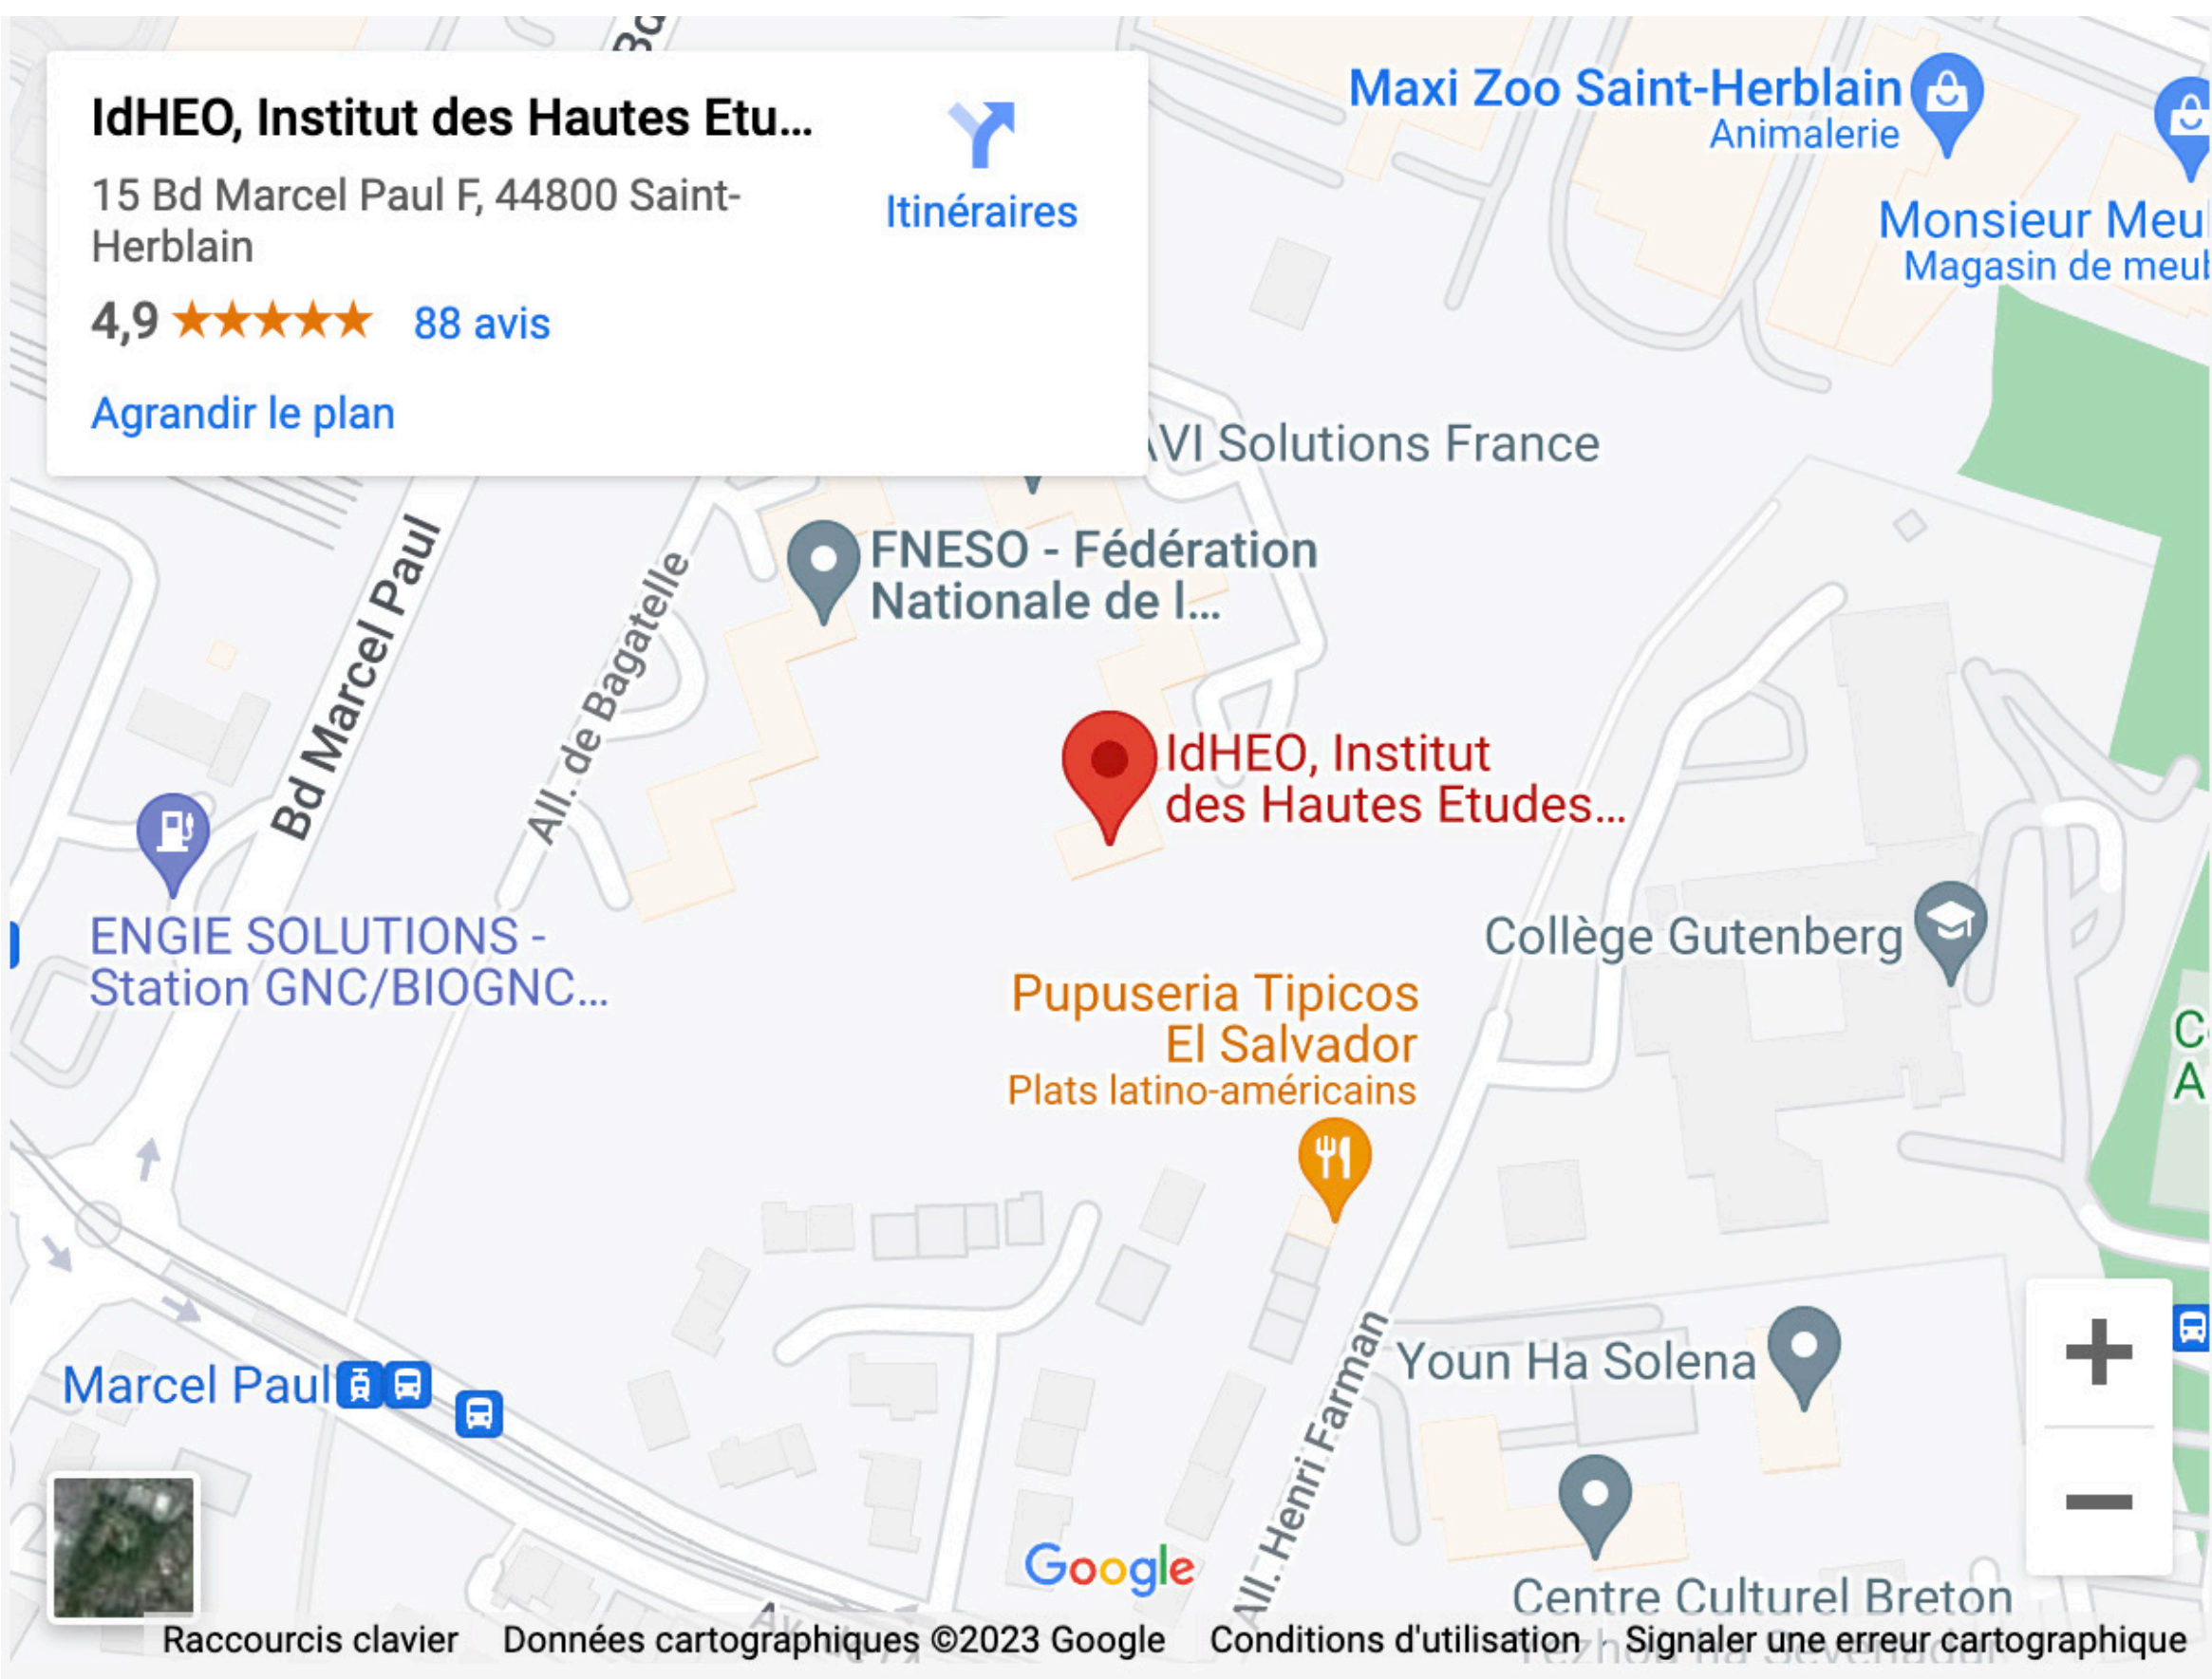 IdHEO, Institut des Hautes Etu...
15 Bd Marcel Paul F, 44800 Saint-
Herblain
4,9
88 avis
Agrandir le plan
Itinéraires
Bd
Maxi Zoo Saint-Herblain
Animalerie
Monsieur Meu
Magasin de meu
VI Solutions France
FNESO - Fédération
Nationale de l...
Bd Marcel Paul
All. de Bagatelle
IdHEO, Institut
des Hautes Etudes...
ENGIE SOLUTIONS -
Station GNC/BIOGNC...
Collège Gutenberg
Pupuseria Tipicos
El Salvador
Plats latino-américains
C
A
Marcel Paul
Youn Ha Solena
All. Henri Farman
Centre Culturel Breton
Google
Raccourcis clavier
Données cartographiques ©2023 Google
Conditions d'utilisation
Signaler une erreur cartographique